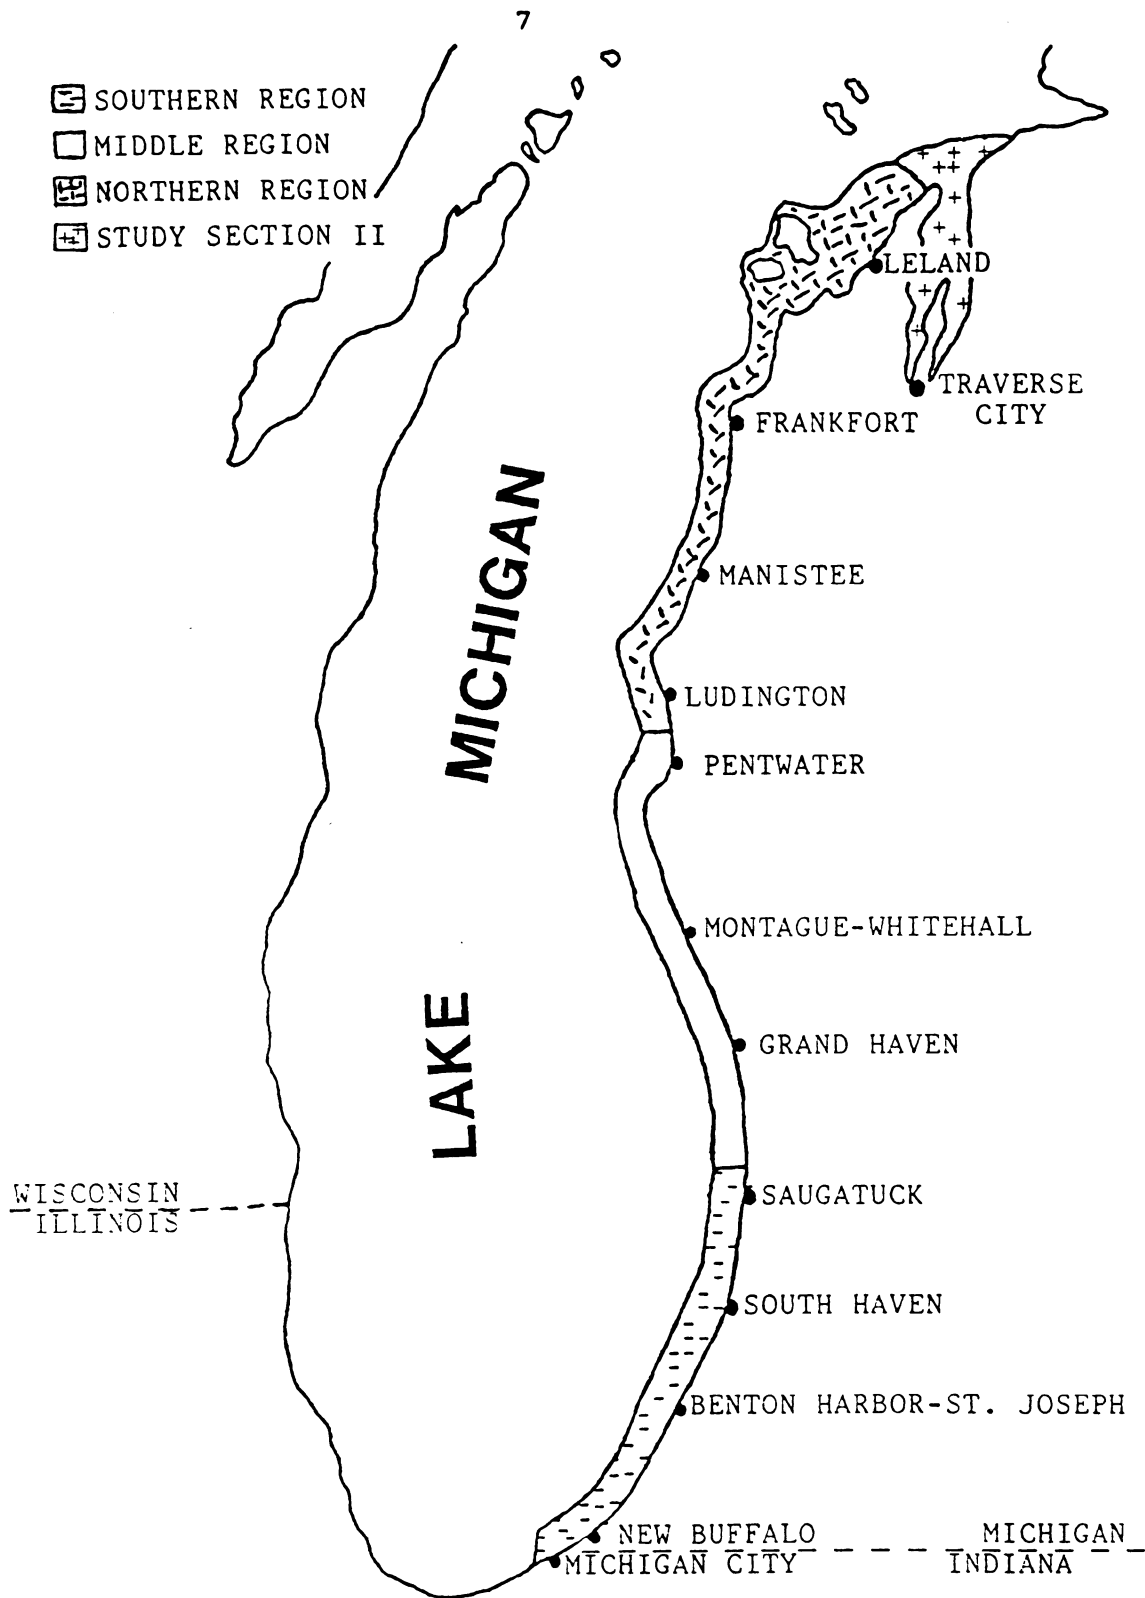 7
SOUTHERN REGION
MIDDLE REGION
NORTHERN REGION
STUDY SECTION II
LELAND
TRAVERSE
CITY
FRANKFORT
MANISTEE
LUDINGTON
PENTWATER
MONTAGUE-WHITEHALL
GRAND HAVEN
LAKE MICHIGAN
WISCONSIN
ILLINOIS
SAUGATUCK
SOUTH HAVEN
BENTON HARBOR-ST. JOSEPH
NEW BUFFALO
MICHIGAN
MICHIGAN CITY
INDIANA